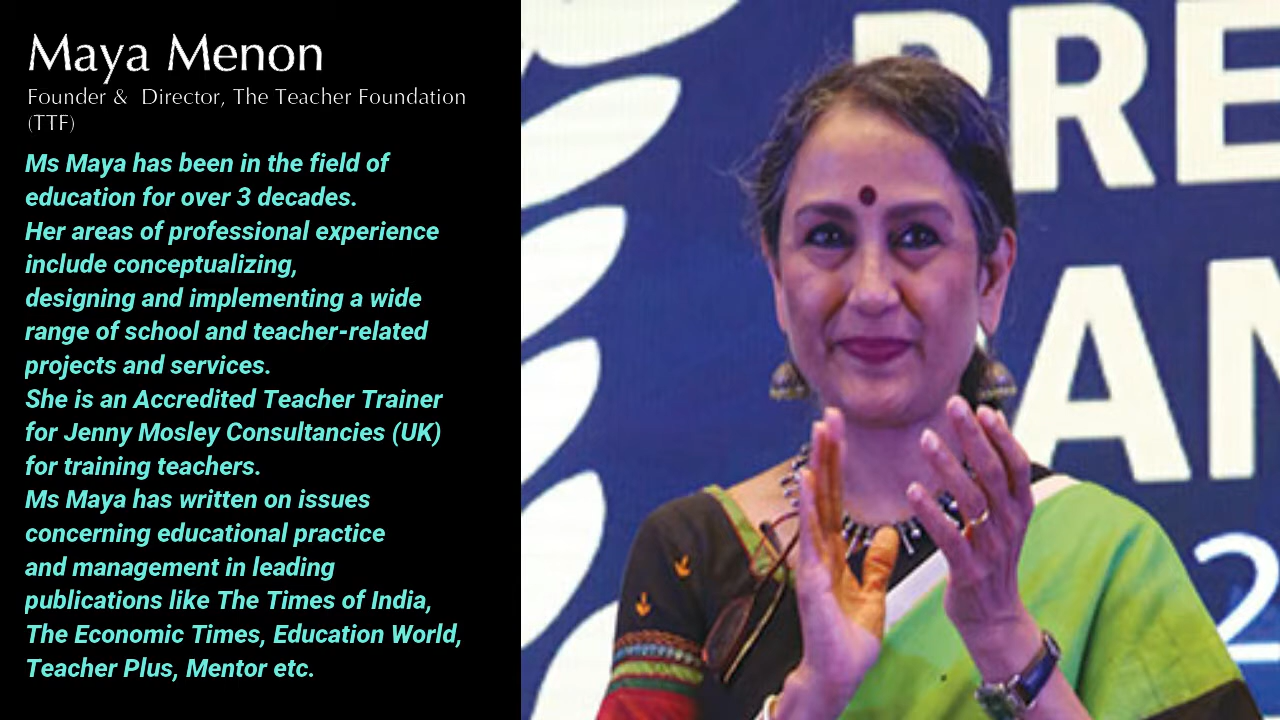 Maya Menon
Founder & Director, The Teacher Foundation
(TTF)
Ms Maya has been in the field of
education for over 3 decades.
Her areas of professional experience
include conceptualizing,
designing and implementing a wide
range of school and teacher-related
projects and services.
She is an Accredited Teacher Trainer
for Jenny Mosley Consultancies (UK)
for training teachers.
Ms Maya has written on issues
concerning educational practice
and management in leading
publications like The Times of India,
The Economic Times, Education World,
Teacher Plus, Mentor etc.
PRE
AN
2